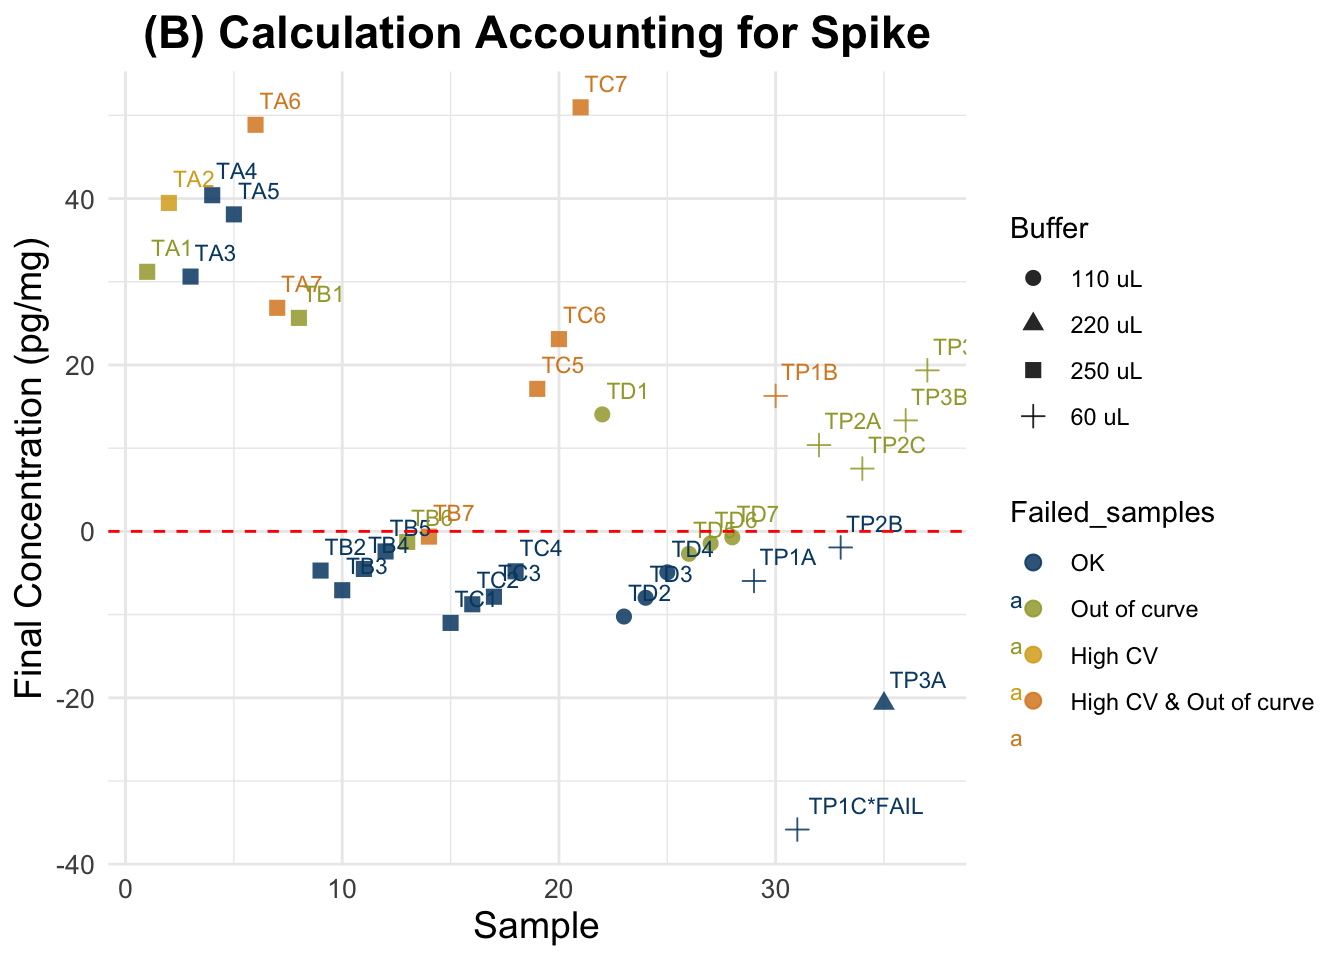 (B) Calculation Accounting for Spike
TC7
TA6
TA4
TA2
TA5
TA1
TA3
TA7
TB1
TC6
TC5
TD1
TP1B
TP3
TP3B
TP2A
TP2C
TB7
TB6
TB5
TB4
TB2
TB3
TC4
TC3
TC2
TC1
TD7
TD6
TD5
TD4
TD3
TD2
TP2B
TP1A
TP3A
TP1C*FAIL
40
20
0
-20
-40
0 10 20 30
Final Concentration (pg/mg)
Sample
Buffer
110 uL
220 uL
250 uL
60 uL
Failed_samples
OK
a
Out of curve
a
High CV
a
High CV & Out of curve
a